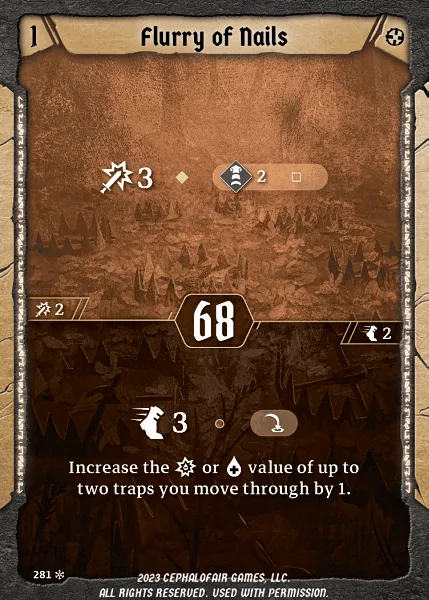 1
Flurry of Nails
3
2
2
68
2
3
Increase the or value of up to
two traps you move through by 1.
281
2023 CEPHALOFAIR GAMES, LLC.
ALL RIGHTS RESERVED. USED WITH PERMISSION.